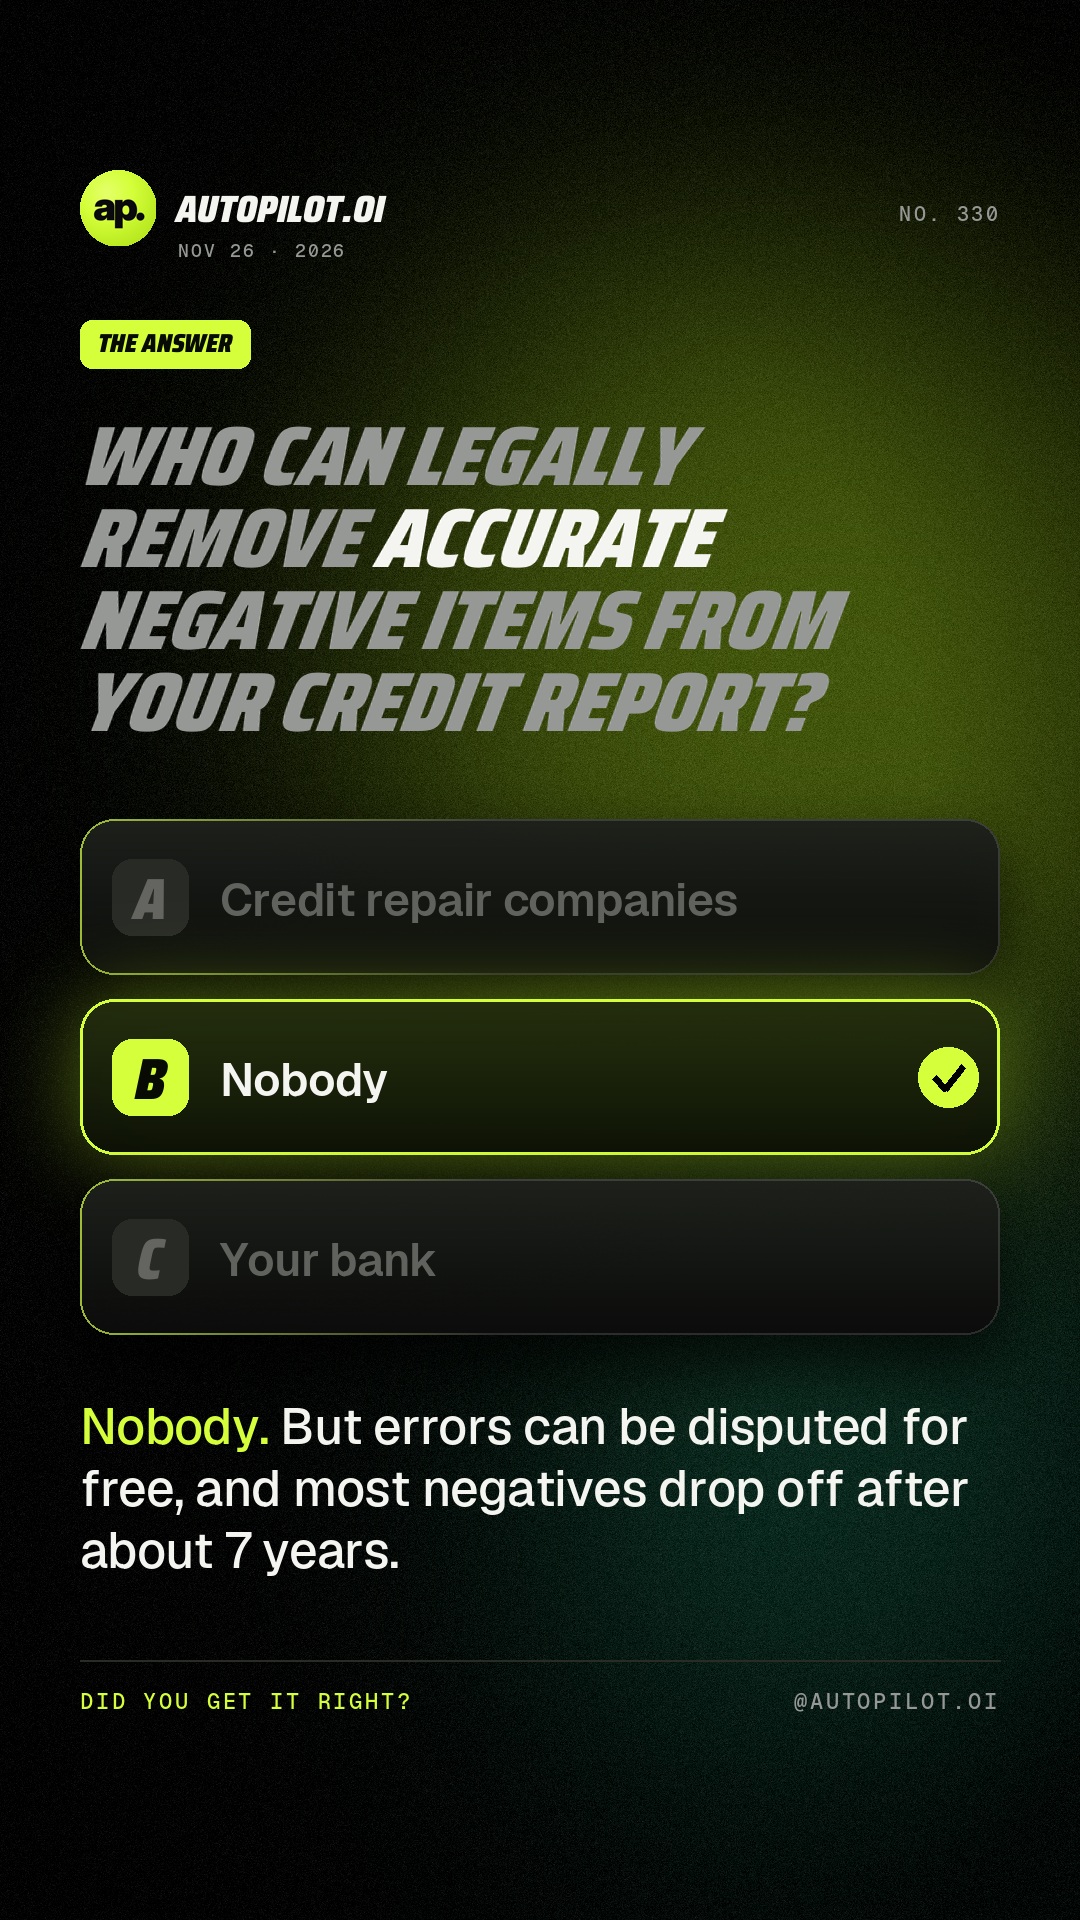 ap.
AUTOPILOT.OI
NOV 26 · 2026
NO. 330
THE ANSWER
WHO CAN LEGALLY
REMOVE ACCURATE
NEGATIVE ITEMS FROM
YOUR CREDIT REPORT?
A Credit repair companies
B Nobody
C Your bank
Nobody. But errors can be disputed for
free, and most negatives drop off after
about 7 years.
DID YOU GET IT RIGHT?
@AUTOPILOT.OI